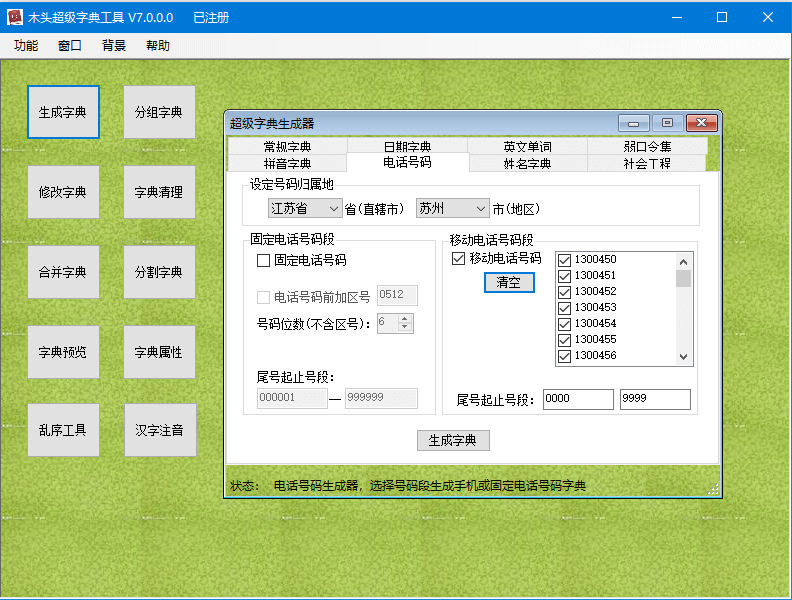 木头超级字典工具 V7.0.0.0 已注册
功能 窗口 背景 帮助
生成字典 分组字典
修改字典 字典清理
合并字典 分割字典
字典预览 字典属性
乱序工具 汉字注音
超级字典生成器
常规字典 日期字典 英文单词 弱口令集
拼音字典 电话号码 姓名字典 社会工程
设定号码归属地
江苏省 省(直辖市) 苏州 市(地区)
固定电话号码段
固定电话号码
电话号码前加区号 0512
号码位数(不含区号): 6
尾号起止号段:
000001 — 999999
移动电话号码段
移动电话号码
清空
1300450
1300451
1300452
1300453
1300454
1300455
1300456
尾号起止号段: 0000 9999
生成字典
状态: 电话号码生成器，选择号码段生成手机或固定电话号码字典